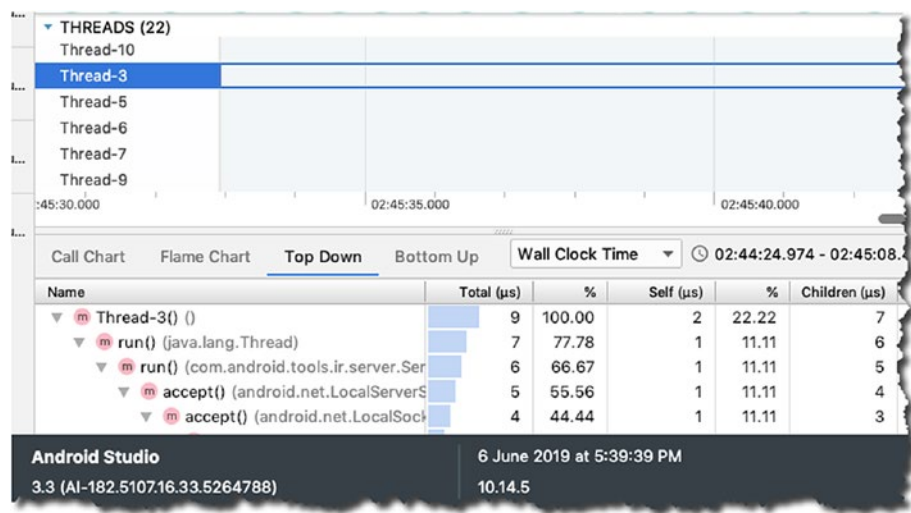 THREADS (22)
Thread-10
Thread-3
Thread-5
Thread-6
Thread-7
Thread-9
:45:30.000 02:45:35.000 02:45:40.000
Call Chart Flame Chart Top Down Bottom Up Wall Clock Time 02:44:24.974 - 02:45:08.
Name Total (µs) % Self (µs) % Children (µs)
m Thread-3() () 9 100.00 2 22.22 7
m run() (java.lang.Thread) 7 77.78 1 11.11 6
m run() (com.android.tools.ir.server.Ser 6 66.67 1 11.11 5
m accept() (android.net.LocalServerS 5 55.56 1 11.11 4
m accept() (android.net.LocalSock 4 44.44 1 11.11 3
Android Studio 6 June 2019 at 5:39:39 PM
3.3 (AI-182.5107.16.33.5264788) 10.14.5